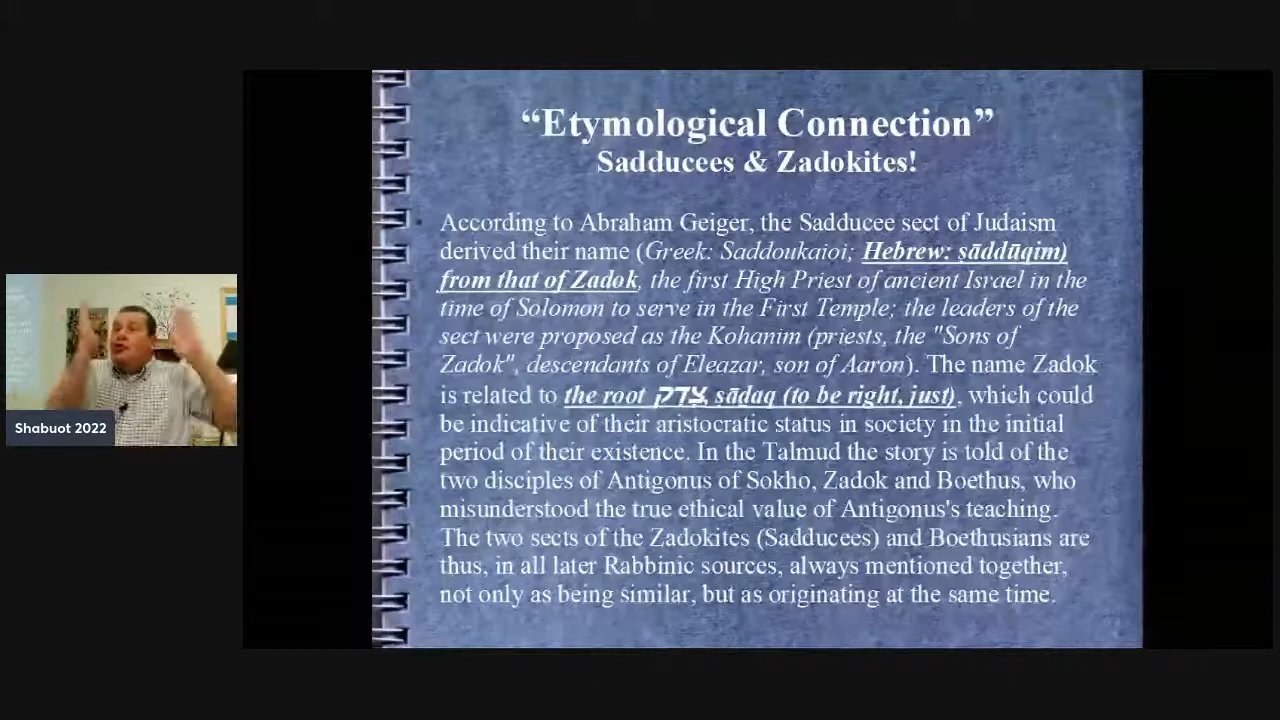 “Etymological Connection”
Sadducees & Zadokites!
According to Abraham Geiger, the Sadducee sect of Judaism
derived their name (Greek: Saddoukaioi; Hebrew: ṣāddūqim)
from that of Zadok, the first High Priest of ancient Israel in the
time of Solomon to serve in the First Temple; the leaders of the
sect were proposed as the Kohanim (priests, the "Sons of
Zadok", descendants of Eleazar, son of Aaron). The name Zadok
is related to the root צָדַק ṣāḏaq (to be right, just), which could
be indicative of their aristocratic status in society in the initial
period of their existence. In the Talmud the story is told of the
two disciples of Antigonus of Sokho, Zadok and Boethus, who
misunderstood the true ethical value of Antigonus's teaching.
The two sects of the Zadokites (Sadducees) and Boethusians are
thus, in all later Rabbinic sources, always mentioned together,
not only as being similar, but as originating at the same time.
Shabuot 2022